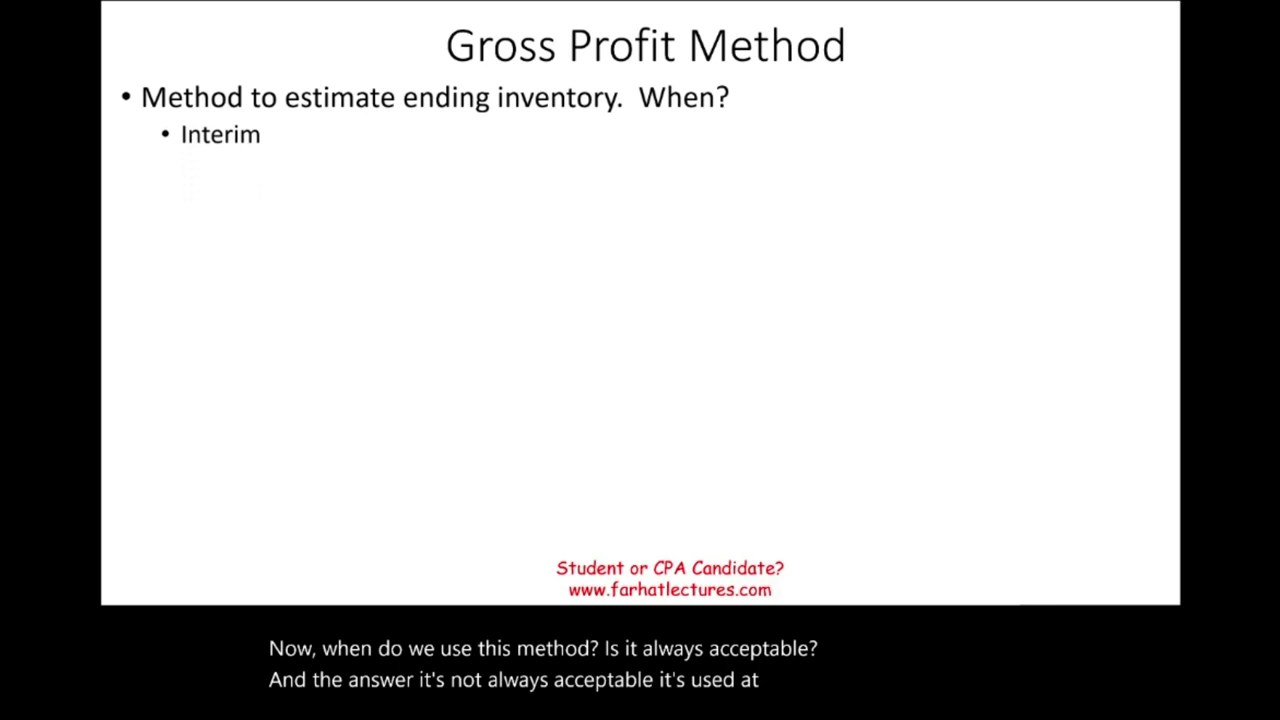 Gross Profit Method
• Method to estimate ending inventory. When?
• Interim
Student or CPA Candidate?
www.farhatlectures.com
Now, when do we use this method? Is it always acceptable?
And the answer it's not always acceptable it's used at